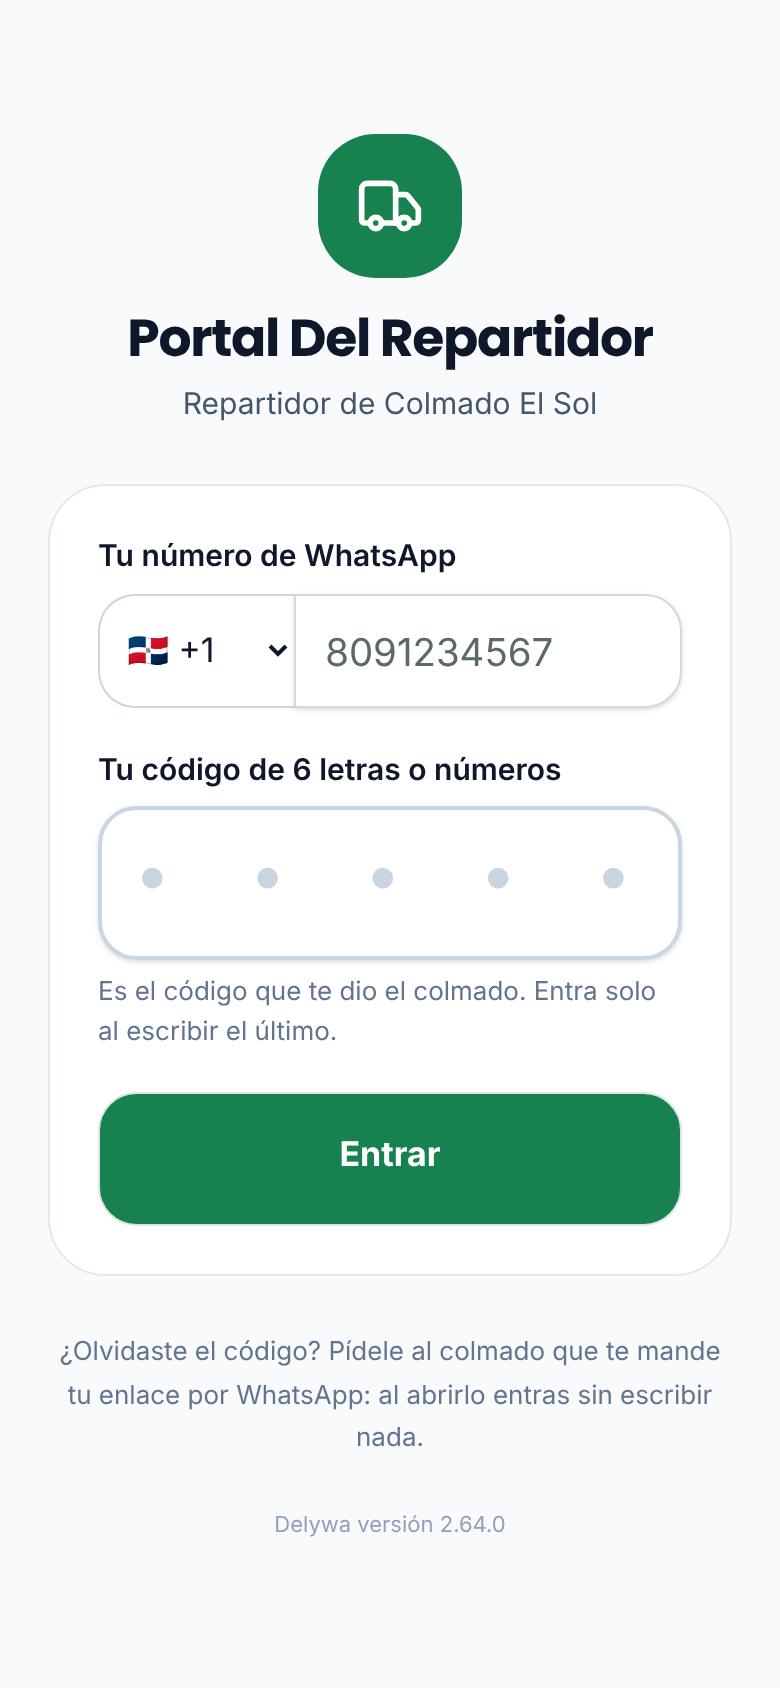 Portal Del Repartidor
Repartidor de Colmado El Sol
Tu número de WhatsApp
🇩🇴 +1
8091234567
Tu código de 6 letras o números
• • • • •
Es el código que te dio el colmado. Entra solo
al escribir el último.
Entrar
¿Olvidaste el código? Pídele al colmado que te mande
tu enlace por WhatsApp: al abrirlo entras sin escribir
nada.
Delywa versión 2.64.0